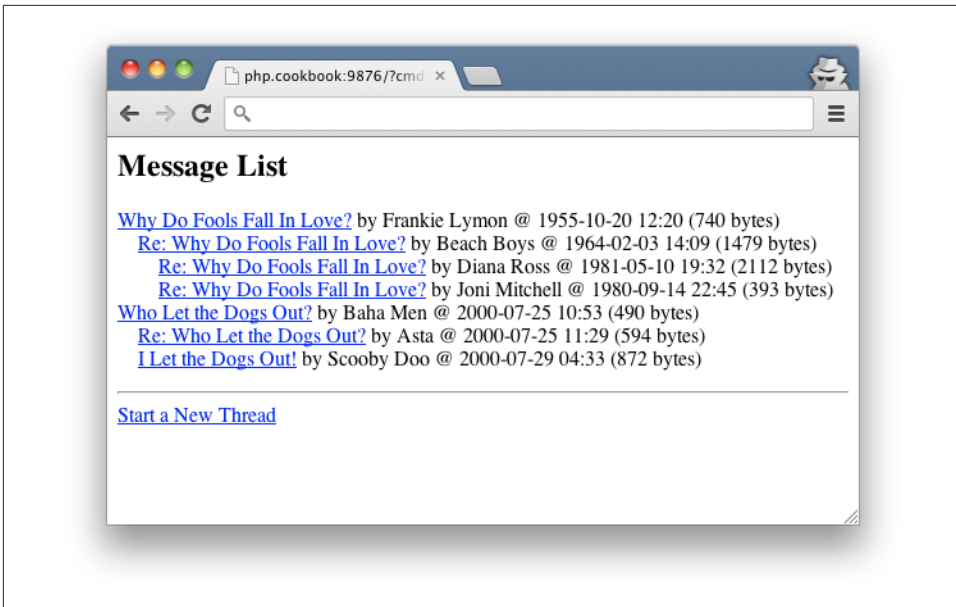 php.cookbook:9876/?cmd
Message List
Why Do Fools Fall In Love? by Frankie Lymon @ 1955-10-20 12:20 (740 bytes)
Re: Why Do Fools Fall In Love? by Beach Boys @ 1964-02-03 14:09 (1479 bytes)
Re: Why Do Fools Fall In Love? by Diana Ross @ 1981-05-10 19:32 (2112 bytes)
Re: Why Do Fools Fall In Love? by Joni Mitchell @ 1980-09-14 22:45 (393 bytes)
Who Let the Dogs Out? by Baha Men @ 2000-07-25 10:53 (490 bytes)
Re: Who Let the Dogs Out? by Asta @ 2000-07-25 11:29 (594 bytes)
I Let the Dogs Out! by Scooby Doo @ 2000-07-29 04:33 (872 bytes)
Start a New Thread